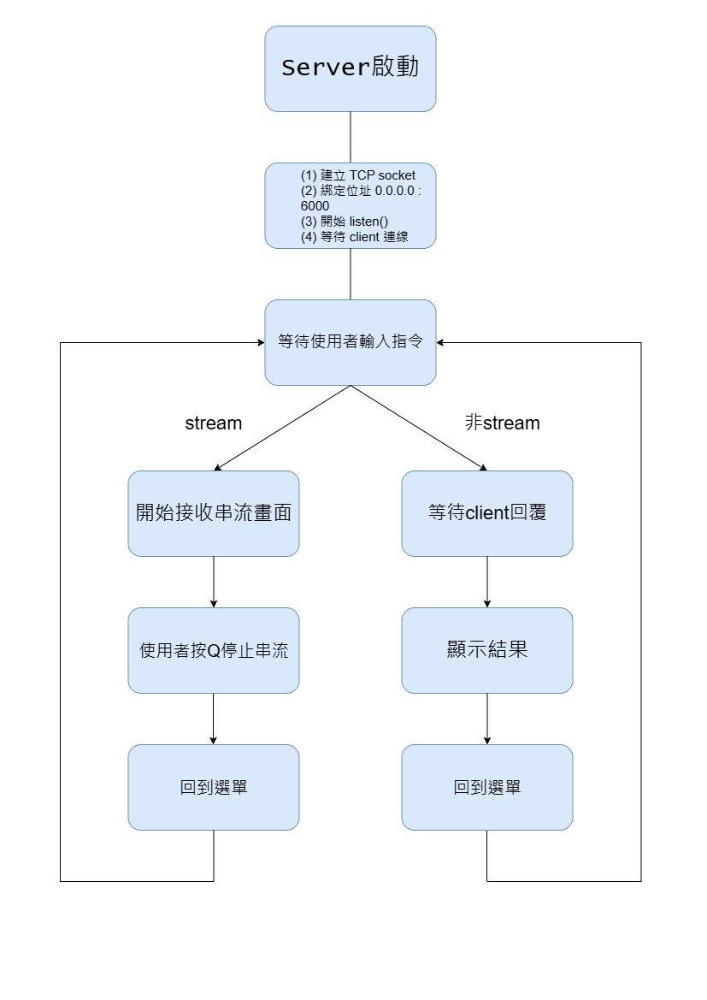 Server啟動
(1) 建立 TCP socket
(2) 綁定位址 0.0.0.0 :
6000
(3) 開始 listen()
(4) 等待 client 連線
等待使用者輸入指令
stream
非stream
開始接收串流畫面
等待client回覆
使用者按Q停止串流
顯示結果
回到選單
回到選單